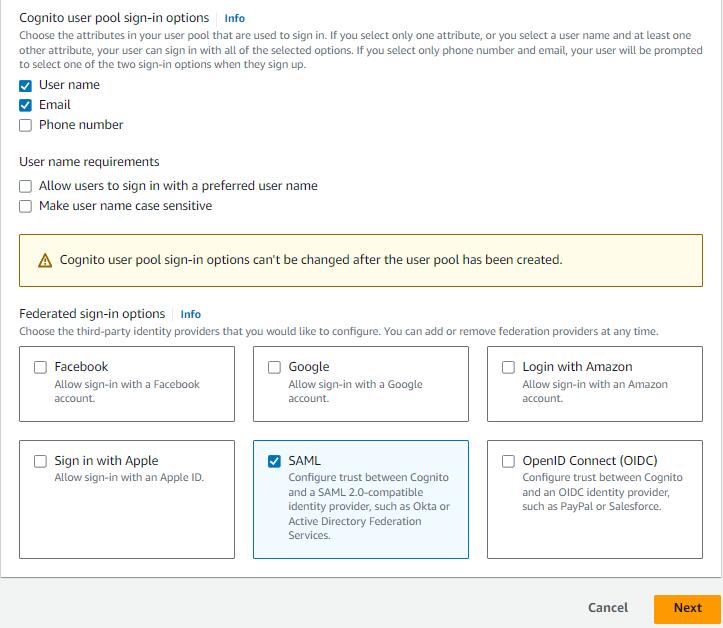 Cognito user pool sign-in options Info
Choose the attributes in your user pool that are used to sign in. If you select only one attribute, or you select a user name and at least one
other attribute, your user can sign in with all of the selected options. If you select only phone number and email, your user will be prompted
to select one of the two sign-in options when they sign up.
User name
Email
Phone number
User name requirements
Allow users to sign in with a preferred user name
Make user name case sensitive
Cognito user pool sign-in options can't be changed after the user pool has been created.
Federated sign-in options Info
Choose the third-party identity providers that you would like to configure. You can add or remove federation providers at any time.
Facebook
Allow sign-in with a Facebook
account.
Google
Allow sign-in with a Google
account.
Login with Amazon
Allow sign-in with an Amazon
account.
Sign in with Apple
Allow sign-in with an Apple ID.
SAML
Configure trust between Cognito
and a SAML 2.0-compatible
identity provider, such as Okta or
Active Directory Federation
Services.
OpenID Connect (OIDC)
Configure trust between Cognito
and an OIDC identity provider,
such as PayPal or Salesforce.
Cancel
Next